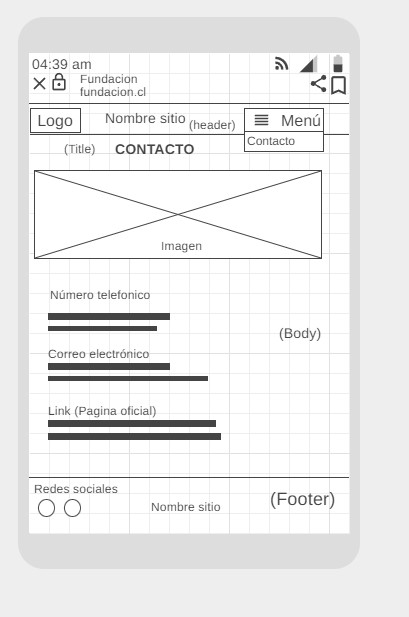 04:39 am
Fundacion
fundacion.cl
Logo
Nombre sitio (header)
Menú
Contacto
(Title)
CONTACTO
Imagen
Número telefonico
(Body)
Correo electrónico
Link (Pagina oficial)
Redes sociales
Nombre sitio
(Footer)